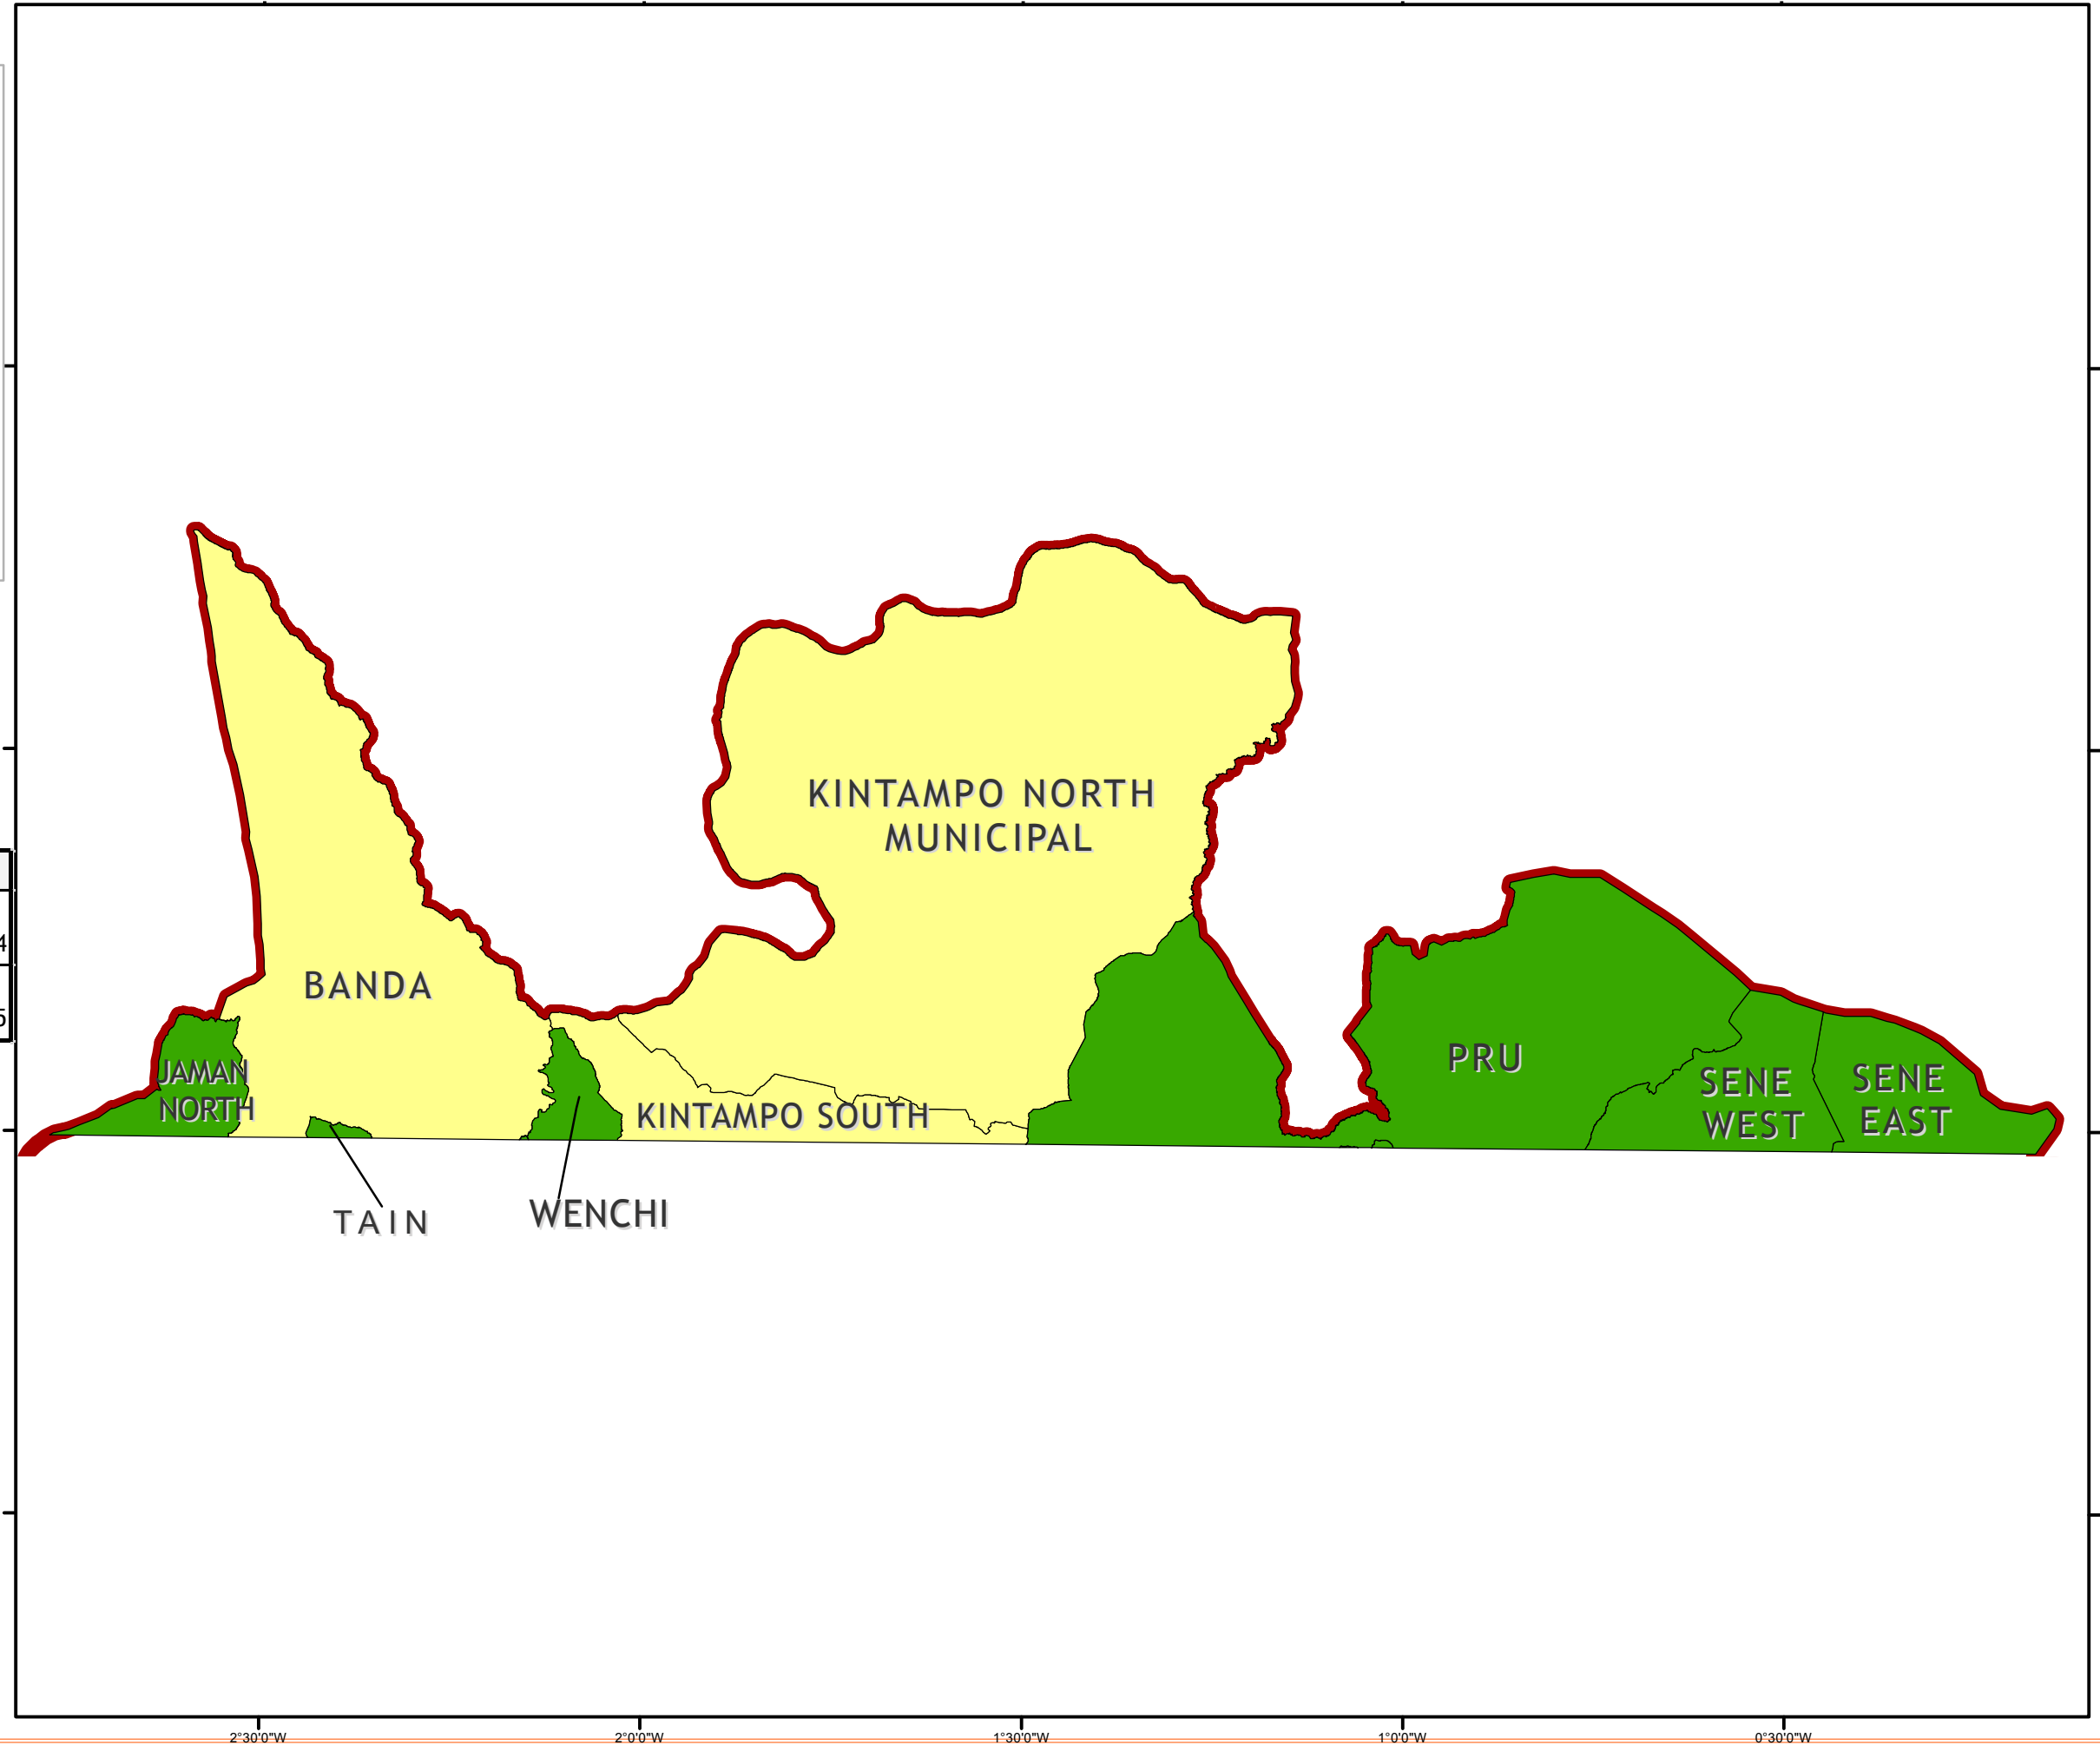 KINTAMPO NORTH
MUNICIPAL
4
BANDA
JAMAN
NORTH
PRU
SENE
WEST
SENE
EAST
KINTAMPO SOUTH
TAIN
WENCHI
2°30'0"W
2°0'0"W
1°30'0"W
1°0'0"W
0°30'0"W